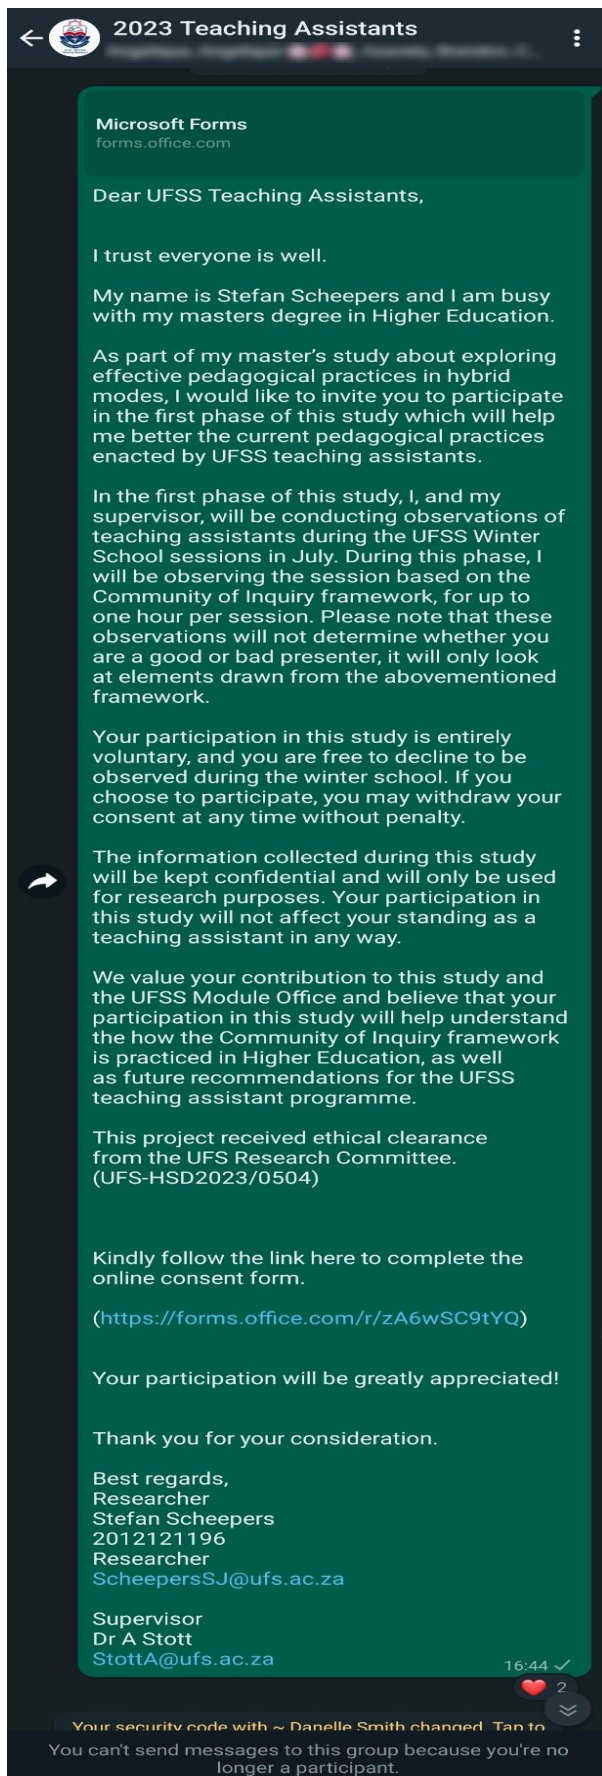 2023 Teaching Assistants
Microsoft Forms
forms.office.com
Dear UFSS Teaching Assistants,
I trust everyone is well.
My name is Stefan Scheepers and I am busy
with my masters degree in Higher Education.
As part of my master's study about exploring
effective pedagogical practices in hybrid
modes, I would like to invite you to participate
in the first phase of this study which will help
me better the current pedagogical practices
enacted by UFSS teaching assistants.
In the first phase of this study, I, and my
supervisor, will be conducting observations of
teaching assistants during the UFSS Winter
School sessions in July. During this phase, I
will be observing the session based on the
Community of Inquiry framework, for up to
one hour per session. Please note that these
observations will not determine whether you
are a good or bad presenter, it will only look
at elements drawn from the abovementioned
framework.
Your participation in this study is entirely
voluntary, and you are free to decline to be
observed during the winter school. If you
choose to participate, you may withdraw your
consent at any time without penalty.
The information collected during this study
will be kept confidential and will only be used
for research purposes. Your participation in
this study will not affect your standing as a
teaching assistant in any way.
We value your contribution to this study and
the UFSS Module Office and believe that your
participation in this study will help understand
the how the Community of Inquiry framework
is practiced in Higher Education, as well
as future recommendations for the UFSS
teaching assistant programme.
This project received ethical clearance
from the UFS Research Committee.
(UFS-HSD2023/0504)
Kindly follow the link here to complete the
online consent form.
(https://forms.office.com/r/zA6wSC9tYQ)
Your participation will be greatly appreciated!
Thank you for your consideration.
Best regards,
Researcher
Stefan Scheepers
2012121196
Researcher
ScheepersSJ@ufs.ac.za
Supervisor
Dr A Stott
StottA@ufs.ac.za
16:44
2
Your security code with ~ Danelle Smith changed. Tap to
You can't send messages to this group because you're no
longer a participant.